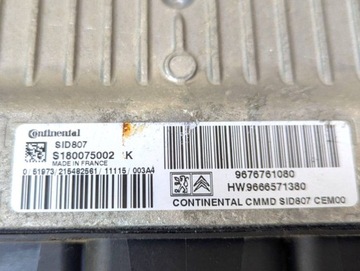 Continental
SID807
S180075002 K
MADE IN FRANCE
0.51973/215482561/11115/003A4
9676761080
HW9666571380
CONTINENTAL CMMD SID807 CEM00